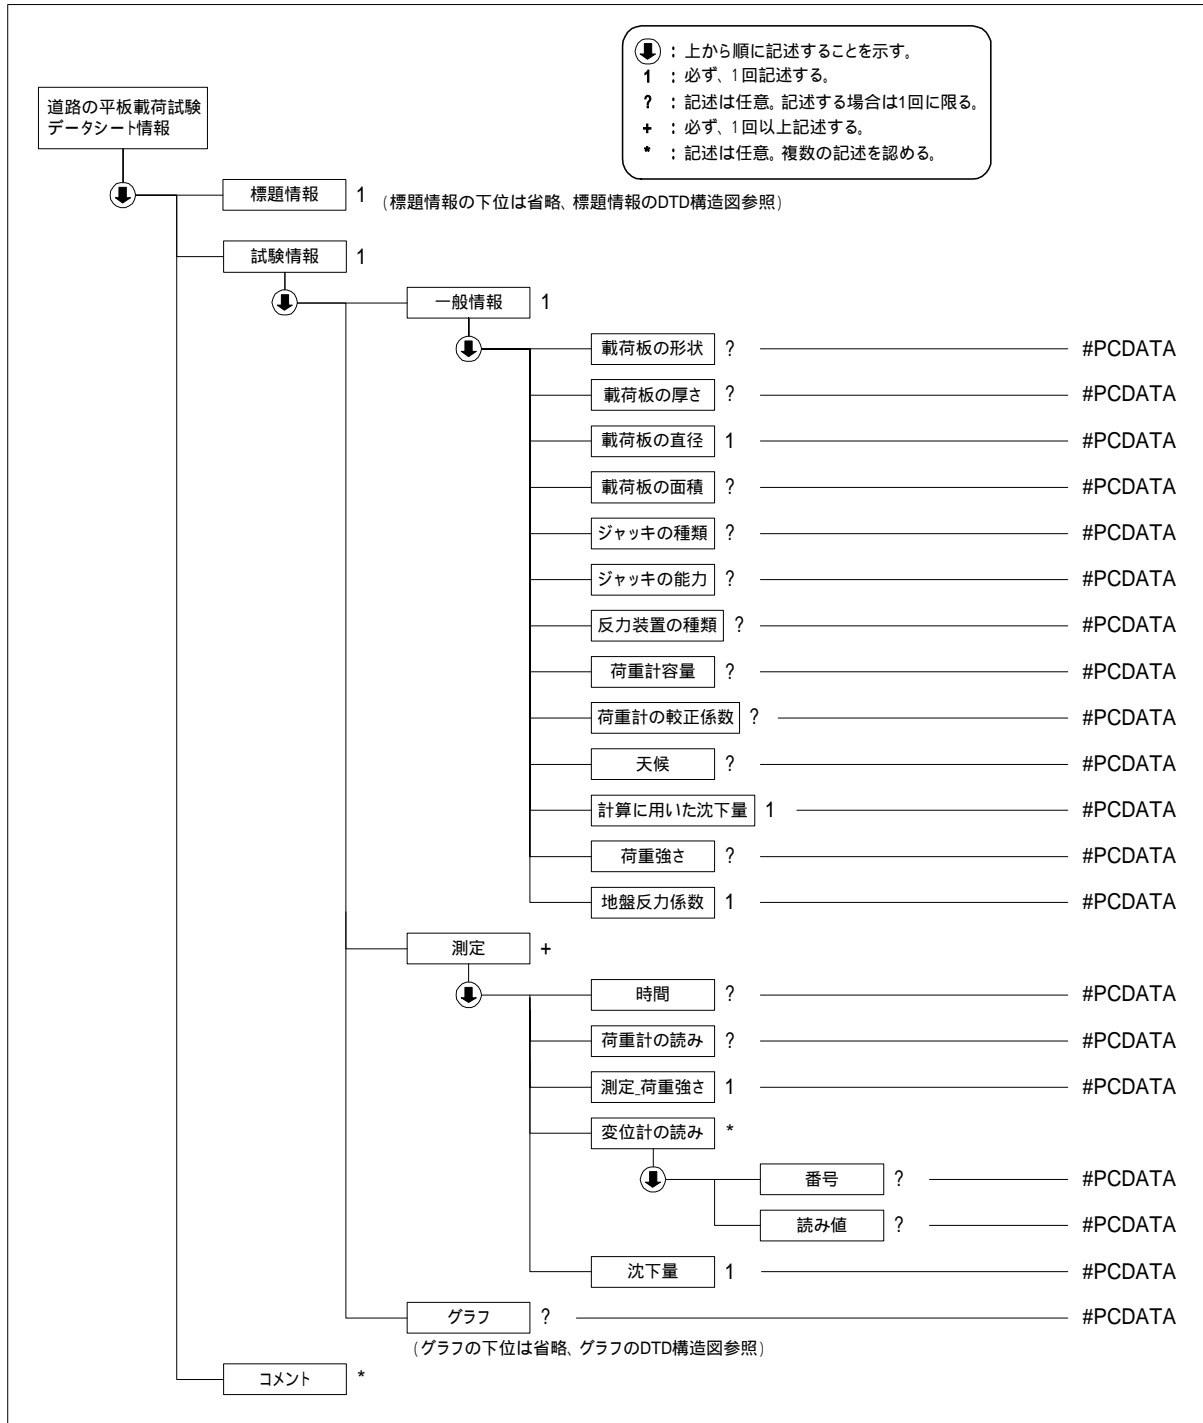 ：上から順に記述することを示す。
1 ：必ず、1回記述する。
? ：記述は任意。記述する場合は1回に限る。
+ ：必ず、1回以上記述する。
* ：記述は任意。複数の記述を認める。
道路の平板載荷試験
データシート情報
標題情報 1 (標題情報の下位は省略、標題情報のDTD構造図参照)
試験情報 1
一般情報 1
載荷板の形状 ? #PCDATA
載荷板の厚さ ? #PCDATA
載荷板の直径 1 #PCDATA
載荷板の面積 ? #PCDATA
ジャッキの種類 ? #PCDATA
ジャッキの能力 ? #PCDATA
反力装置の種類 ? #PCDATA
荷重計容量 ? #PCDATA
荷重計の較正係数 ? #PCDATA
天候 ? #PCDATA
計算に用いた沈下量 1 #PCDATA
荷重強さ ? #PCDATA
地盤反力係数 1 #PCDATA
測定 +
時間 ? #PCDATA
荷重計の読み ? #PCDATA
測定_荷重強さ 1 #PCDATA
変位計の読み *
番号 ? #PCDATA
読み値 ? #PCDATA
沈下量 1 #PCDATA
グラフ ? #PCDATA
(グラフの下位は省略、グラフのDTD構造図参照)
コメント *